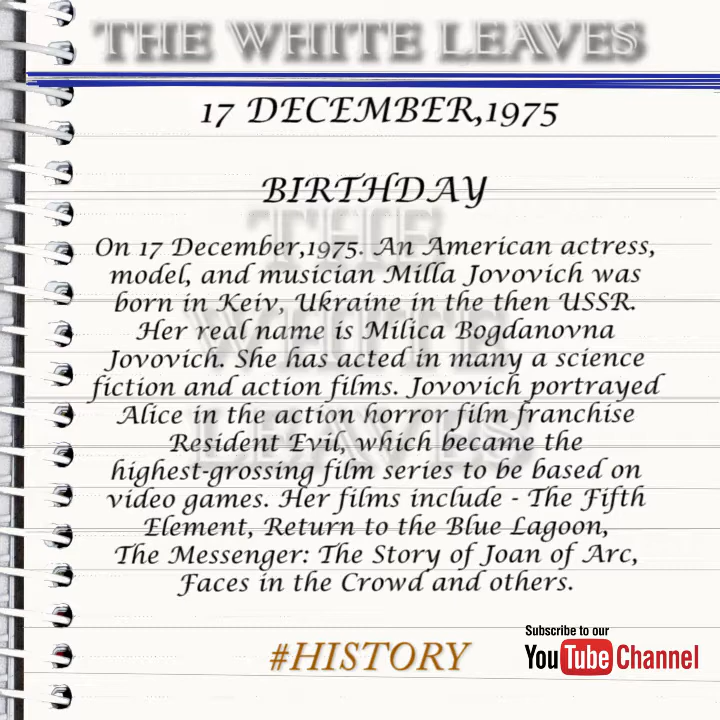 THE WHITE LEAVES
17 DECEMBER,1975
BIRTHDAY
On 17 December,1975. An American actress,
model, and musician Milla Jovovich was
born in Keiv, Ukraine in the then USSR.
Her real name is Milica Bogdanovna
Jovovich. She has acted in many a science
fiction and action films. Jovovich portrayed
Alice in the action horror film franchise
Resident Evil, which became the
highest-grossing film series to be based on
video games. Her films include - The Fifth
Element, Return to the Blue Lagoon,
The Messenger: The Story of Joan of Arc,
Faces in the Crowd and others.
THE
WHITE
LEAVES
#HISTORY
Subscribe to our
YouTube Channel